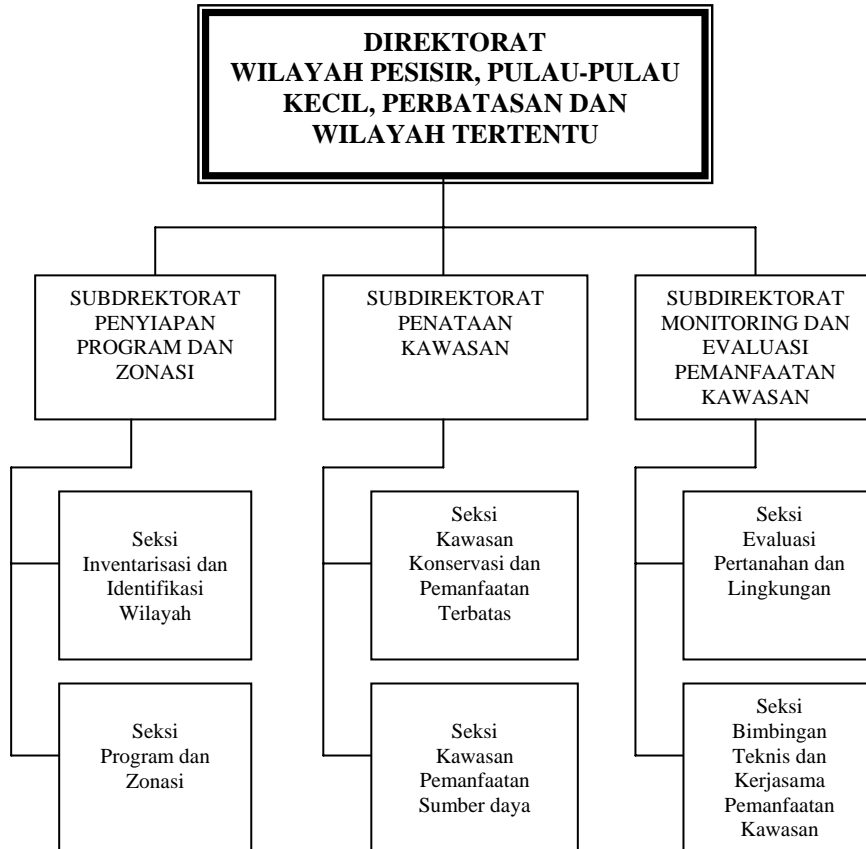 DIREKTORAT
WILAYAH PESISIR, PULAU-PULAU
KECIL, PERBATASAN DAN
WILAYAH TERTENTU
SUBDREKTORAT
PENYIAPAN
PROGRAM DAN
ZONASI
SUBDIREKTORAT
PENATAAN
KAWASAN
SUBDIREKTORAT
MONITORING DAN
EVALUASI
PEMANFAATAN
KAWASAN
Seksi
Inventarisasi dan
Identifikasi
Wilayah
Seksi
Kawasan
Konservasi dan
Pemanfaatan
Terbatas
Seksi
Evaluasi
Pertanahan dan
Lingkungan
Seksi
Program dan
Zonasi
Seksi
Kawasan
Pemanfaatan
Sumber daya
Seksi
Bimbingan
Teknis dan
Kerjasama
Pemanfaatan
Kawasan